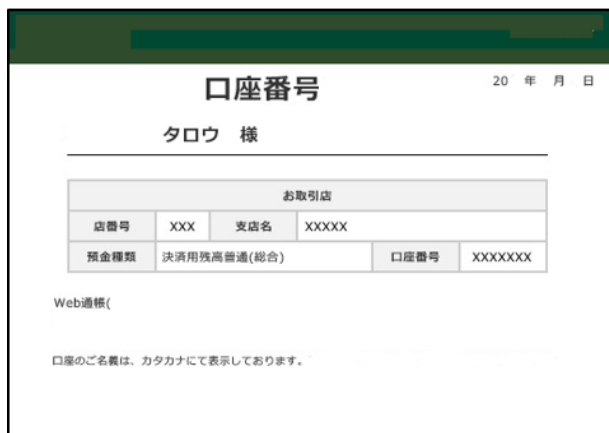 口座番号
20 年 月 日
タロウ 様
お取引店
店番号 XXX 支店名 XXXXX
預金種類 決済用残高普通(総合) 口座番号 XXXXXXX
Web通帳(
口座のご名義は、カタカナにて表示しております。